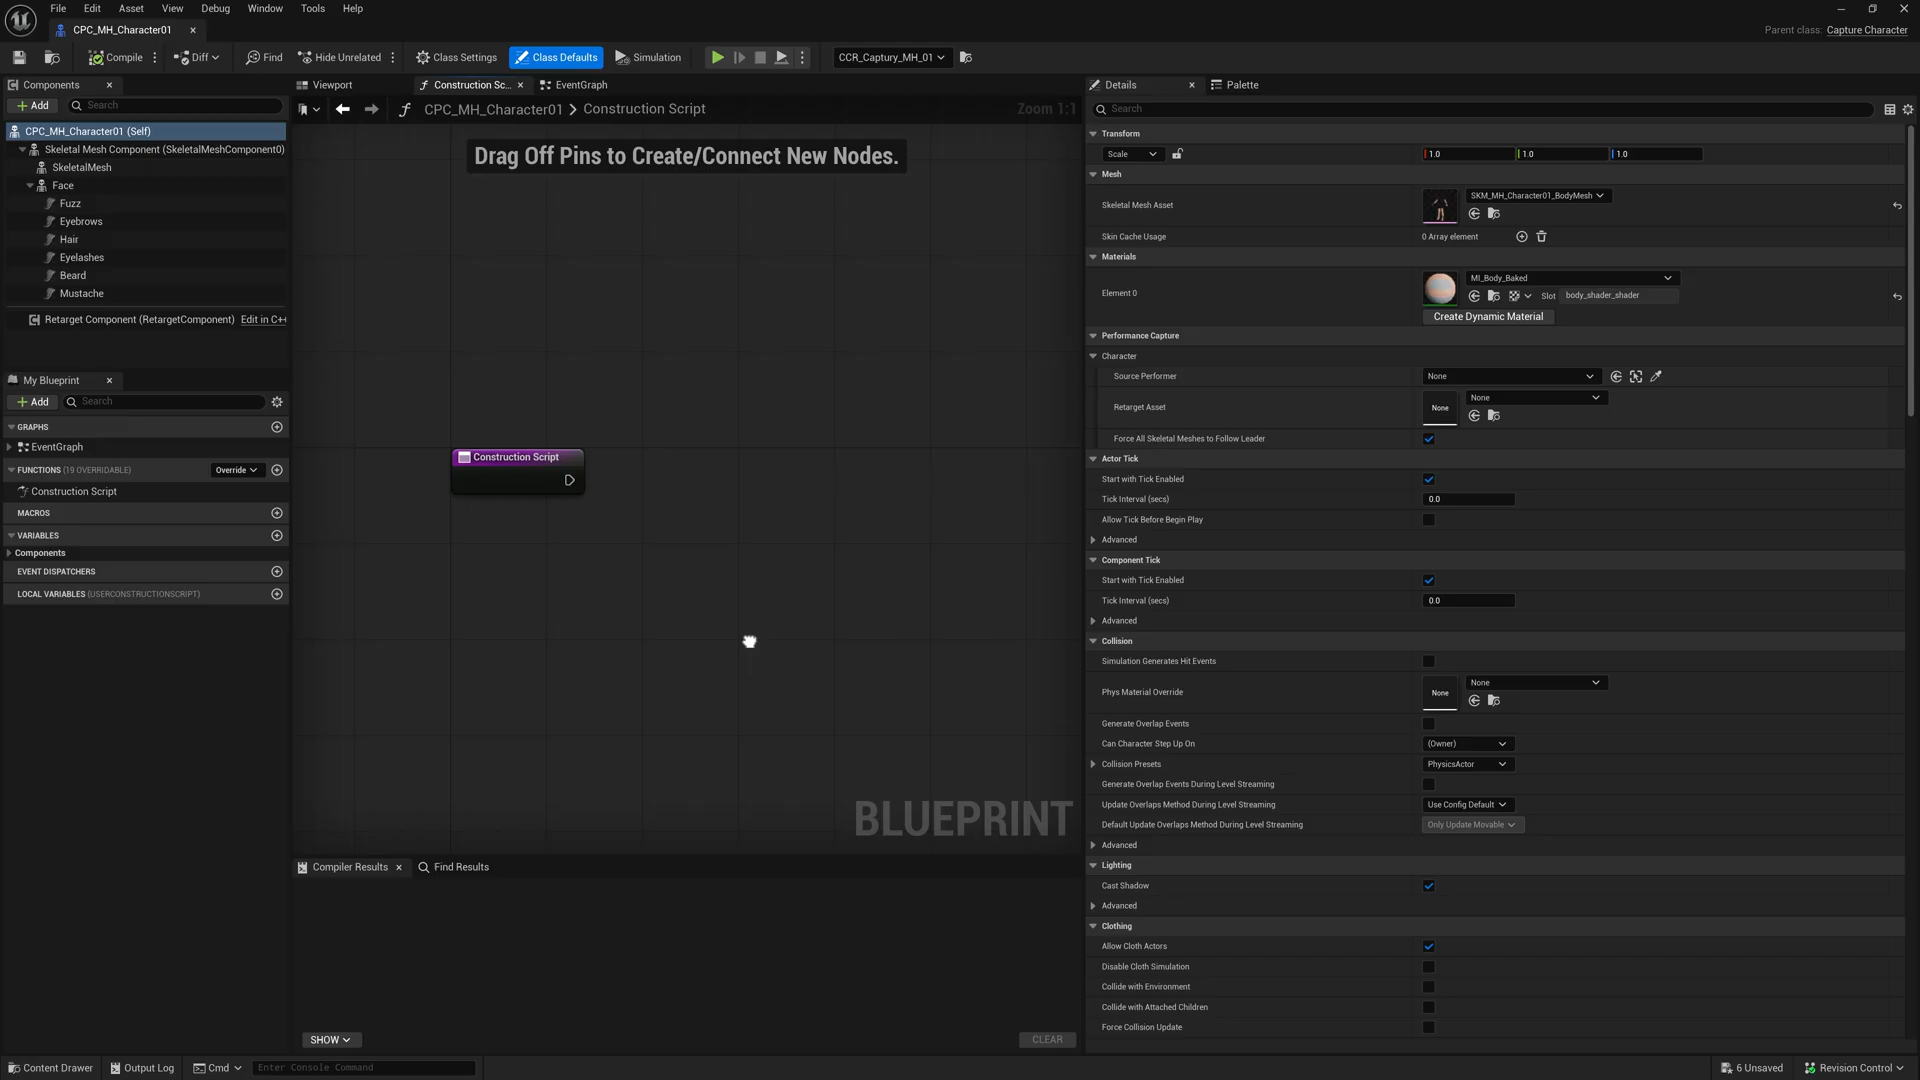 File Edit Asset View Debug Window Tools Help
CPC_MH_Character01
Parent class: Capture Character
Compile Diff Find Hide Unrelated Class Settings Class Defaults Simulation CCR_Captury_MH_01
Components
Add Search
CPC_MH_Character01 (Self)
Skeletal Mesh Component (SkeletalMeshComponent0)
SkeletalMesh
Face
Fuzz
Eyebrows
Hair
Eyelashes
Beard
Mustache
Retarget Component (RetargetComponent) Edit in C++
My Blueprint
Add Search
GRAPHS
EventGraph
FUNCTIONS (19 OVERRIDABLE) Override
Construction Script
MACROS
VARIABLES
Components
EVENT DISPATCHERS
LOCAL VARIABLES (USERCONSTRUCTIONSCRIPT)
Viewport Construction Sc... EventGraph
CPC_MH_Character01 > Construction Script Zoom 1:1
Drag Off Pins to Create/Connect New Nodes.
Construction Script
BLUEPRINT
Compiler Results Find Results
SHOW CLEAR
Details Palette
Search
Transform
Scale 1.0 1.0 1.0
Mesh
Skeletal Mesh Asset SKM_MH_Character01_BodyMesh
Skin Cache Usage 0 Array element
Materials
Element 0 MI_Body_Baked
Slot body_shader_shader
Create Dynamic Material
Performance Capture
Character
Source Performer None
Retarget Asset None None
Force All Skeletal Meshes to Follow Leader
Actor Tick
Start with Tick Enabled
Tick Interval (secs) 0.0
Allow Tick Before Begin Play
Advanced
Component Tick
Start with Tick Enabled
Tick Interval (secs) 0.0
Advanced
Collision
Simulation Generates Hit Events
Phys Material Override None None
Generate Overlap Events
Can Character Step Up On (Owner)
Collision Presets PhysicsActor
Generate Overlap Events During Level Streaming
Update Overlaps Method During Level Streaming Use Config Default
Default Update Overlaps Method During Level Streaming Only Update Movable
Advanced
Lighting
Cast Shadow
Advanced
Clothing
Allow Cloth Actors
Disable Cloth Simulation
Collide with Environment
Collide with Attached Children
Force Collision Update
Content Drawer Output Log Cmd Enter Console Command 6 Unsaved Revision Control